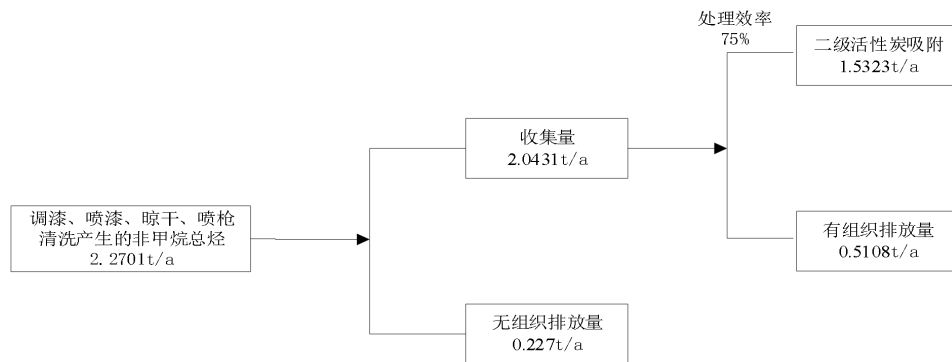 处理效率
75%
二级活性炭吸附
1.5323t/a
收集量
2.0431t/a
调漆、喷漆、晾干、喷枪
清洗产生的非甲烷总烃
2.2701t/a
有组织排放量
0.5108t/a
无组织排放量
0.227t/a